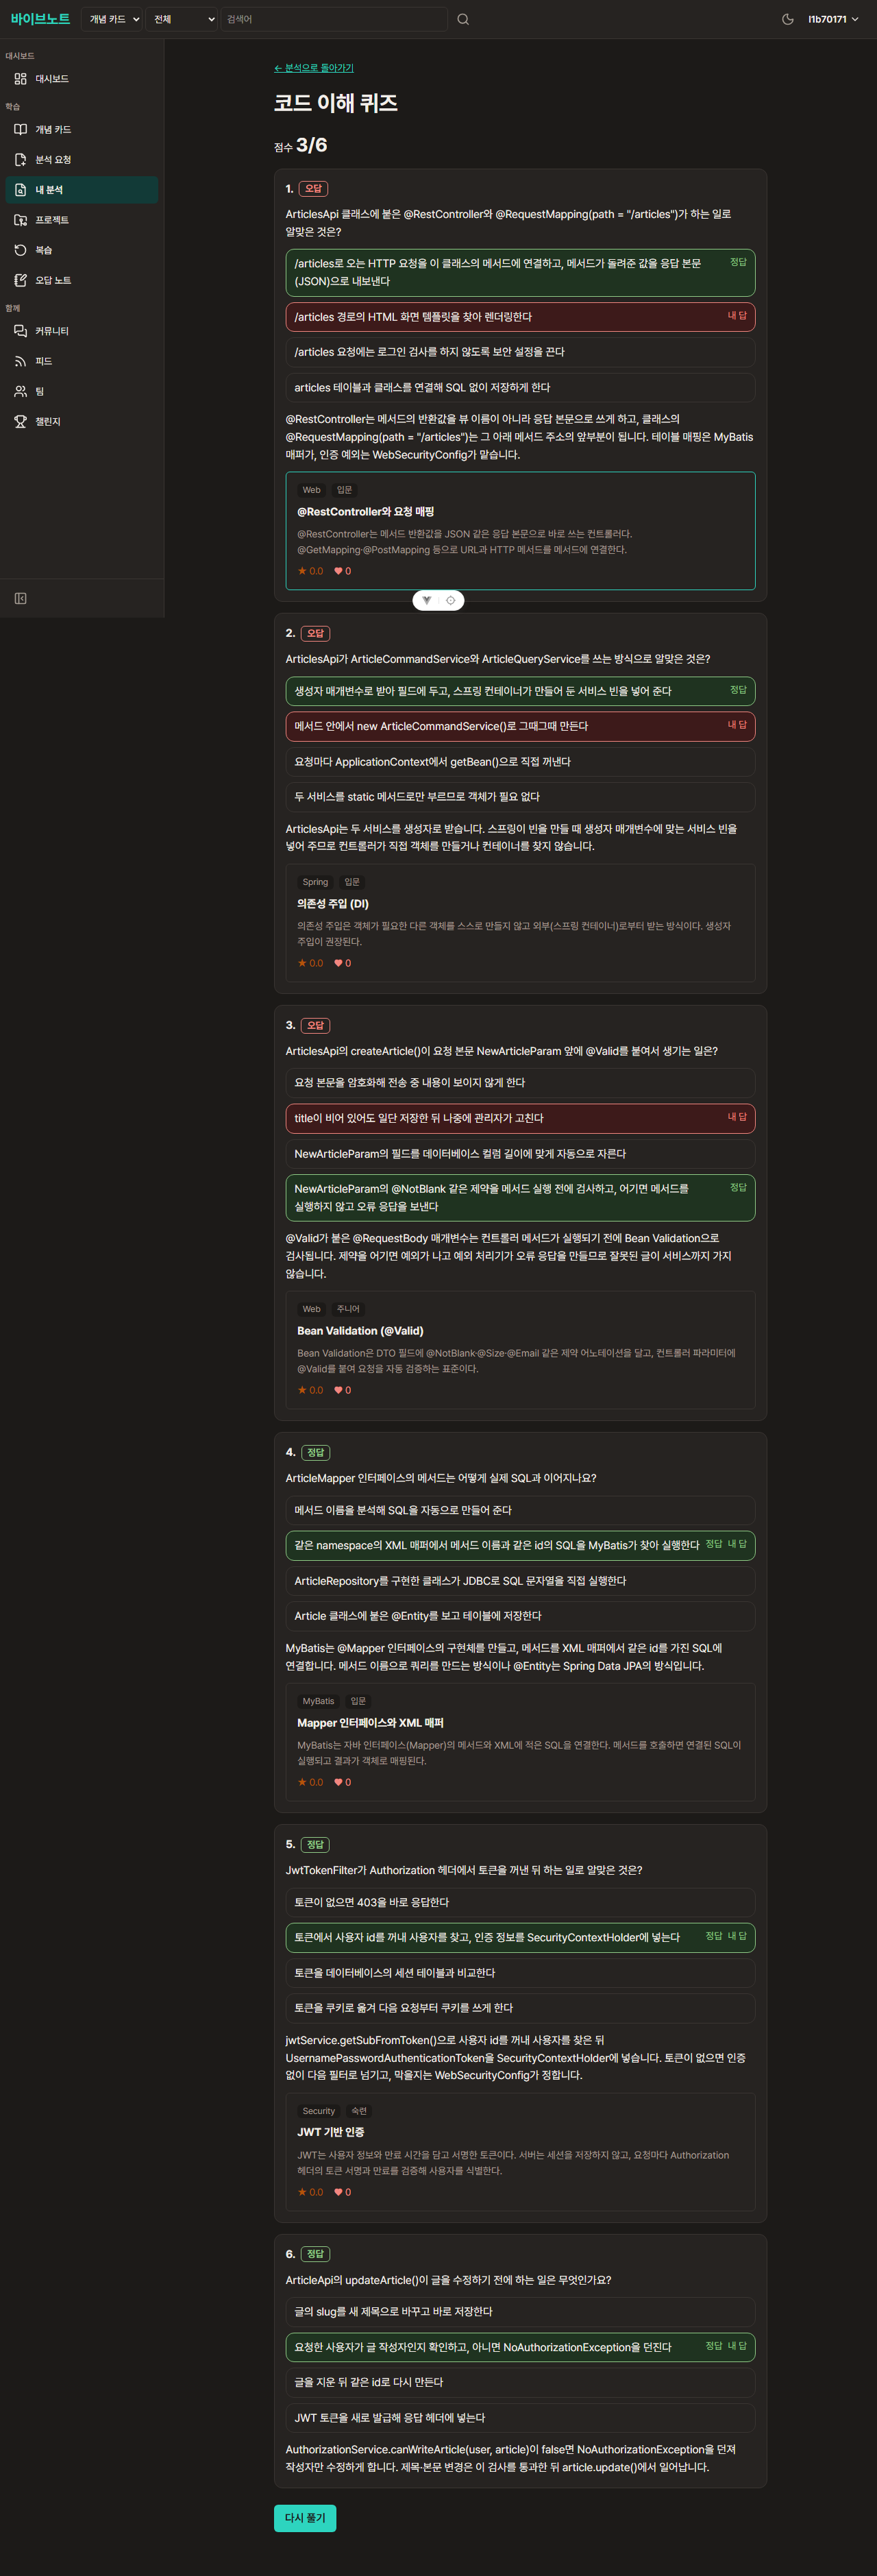 바이브노트
개념 카드
전체
검색어
l1b70171
대시보드
대시보드
학습
개념 카드
분석 요청
내 분석
프로젝트
복습
오답 노트
함께
커뮤니티
피드
팀
챌린지
← 분석으로 돌아가기
코드 이해 퀴즈
점수 3/6
1. 오답
ArticlesApi 클래스에 붙은 @RestController와 @RequestMapping(path = "/articles")가 하는 일로
알맞은 것은?
/articles로 오는 HTTP 요청을 이 클래스의 메서드에 연결하고, 메서드가 돌려준 값을 응답 본문
(JSON)으로 내보낸다
정답
/articles 경로의 HTML 화면 템플릿을 찾아 렌더링한다
내 답
/articles 요청에는 로그인 검사를 하지 않도록 보안 설정을 끈다
articles 테이블과 클래스를 연결해 SQL 없이 저장하게 한다
@RestController는 메서드의 반환값을 뷰 이름이 아니라 응답 본문으로 쓰게 하고, 클래스의
@RequestMapping(path = "/articles")는 그 아래 메서드 주소의 앞부분이 됩니다. 테이블 매핑은 MyBatis
매퍼가, 인증 예외는 WebSecurityConfig가 맡습니다.
Web 입문
@RestController와 요청 매핑
@RestController는 메서드 반환값을 JSON 같은 응답 본문으로 바로 쓰는 컨트롤러다.
@GetMapping·@PostMapping 등으로 URL과 HTTP 메서드를 메서드에 연결한다.
★ 0.0 ♥ 0
2. 오답
ArticlesApi가 ArticleCommandService와 ArticleQueryService를 쓰는 방식으로 알맞은 것은?
생성자 매개변수로 받아 필드에 두고, 스프링 컨테이너가 만들어 둔 서비스 빈을 넣어 준다
정답
메서드 안에서 new ArticleCommandService()로 그때그때 만든다
내 답
요청마다 ApplicationContext에서 getBean()으로 직접 꺼낸다
두 서비스를 static 메서드로만 부르므로 객체가 필요 없다
ArticlesApi는 두 서비스를 생성자로 받습니다. 스프링이 빈을 만들 때 생성자 매개변수에 맞는 서비스 빈을
넣어 주므로 컨트롤러가 직접 객체를 만들거나 컨테이너를 찾지 않습니다.
Spring 입문
의존성 주입 (DI)
의존성 주입은 객체가 필요한 다른 객체를 스스로 만들지 않고 외부(스프링 컨테이너)로부터 받는 방식이다. 생성자
주입이 권장된다.
★ 0.0 ♥ 0
3. 오답
ArticlesApi의 createArticle()이 요청 본문 NewArticleParam 앞에 @Valid를 붙여서 생기는 일은?
요청 본문을 암호화해 전송 중 내용이 보이지 않게 한다
title이 비어 있어도 일단 저장한 뒤 나중에 관리자가 고친다
내 답
NewArticleParam의 필드를 데이터베이스 컬럼 길이에 맞게 자동으로 자른다
NewArticleParam의 @NotBlank 같은 제약을 메서드 실행 전에 검사하고, 어기면 메서드를
실행하지 않고 오류 응답을 보낸다
정답
@Valid가 붙은 @RequestBody 매개변수는 컨트롤러 메서드가 실행되기 전에 Bean Validation으로
검사됩니다. 제약을 어기면 예외가 나고 예외 처리기가 오류 응답을 만들므로 잘못된 글이 서비스까지 가지
않습니다.
Web 주니어
Bean Validation (@Valid)
Bean Validation은 DTO 필드에 @NotBlank·@Size·@Email 같은 제약 어노테이션을 달고, 컨트롤러 파라미터에
@Valid를 붙여 요청을 자동 검증하는 표준이다.
★ 0.0 ♥ 0
4. 정답
ArticleMapper 인터페이스의 메서드는 어떻게 실제 SQL과 이어지나요?
메서드 이름을 분석해 SQL을 자동으로 만들어 준다
같은 namespace의 XML 매퍼에서 메서드 이름과 같은 id의 SQL을 MyBatis가 찾아 실행한다
정답 내 답
ArticleRepository를 구현한 클래스가 JDBC로 SQL 문자열을 직접 실행한다
Article 클래스에 붙은 @Entity를 보고 테이블에 저장한다
MyBatis는 @Mapper 인터페이스의 구현체를 만들고, 메서드를 XML 매퍼에서 같은 id를 가진 SQL에
연결합니다. 메서드 이름으로 쿼리를 만드는 방식이나 @Entity는 Spring Data JPA의 방식입니다.
MyBatis 입문
Mapper 인터페이스와 XML 매퍼
MyBatis는 자바 인터페이스(Mapper)의 메서드와 XML에 적은 SQL을 연결한다. 메서드를 호출하면 연결된 SQL이
실행되고 결과가 객체로 매핑된다.
★ 0.0 ♥ 0
5. 정답
JwtTokenFilter가 Authorization 헤더에서 토큰을 꺼낸 뒤 하는 일로 알맞은 것은?
토큰이 없으면 403을 바로 응답한다
토큰에서 사용자 id를 꺼내 사용자를 찾고, 인증 정보를 SecurityContextHolder에 넣는다
정답 내 답
토큰을 데이터베이스의 세션 테이블과 비교한다
토큰을 쿠키로 옮겨 다음 요청부터 쿠키를 쓰게 한다
jwtService.getSubFromToken()으로 사용자 id를 꺼내 사용자를 찾은 뒤
UsernamePasswordAuthenticationToken을 SecurityContextHolder에 넣습니다. 토큰이 없으면 인증
없이 다음 필터로 넘기고, 막을지는 WebSecurityConfig가 정합니다.
Security 숙련
JWT 기반 인증
JWT는 사용자 정보와 만료 시간을 담고 서명한 토큰이다. 서버는 세션을 저장하지 않고, 요청마다 Authorization
헤더의 토큰 서명과 만료를 검증해 사용자를 식별한다.
★ 0.0 ♥ 0
6. 정답
ArticleApi의 updateArticle()이 글을 수정하기 전에 하는 일은 무엇인가요?
글의 slug를 새 제목으로 바꾸고 바로 저장한다
요청한 사용자가 글 작성자인지 확인하고, 아니면 NoAuthorizationException을 던진다
정답 내 답
글을 지운 뒤 같은 id로 다시 만든다
JWT 토큰을 새로 발급해 응답 헤더에 넣는다
AuthorizationService.canWriteArticle(user, article)이 false면 NoAuthorizationException을 던져
작성자만 수정하게 합니다. 제목·본문 변경은 이 검사를 통과한 뒤 article.update()에서 일어납니다.
다시 풀기